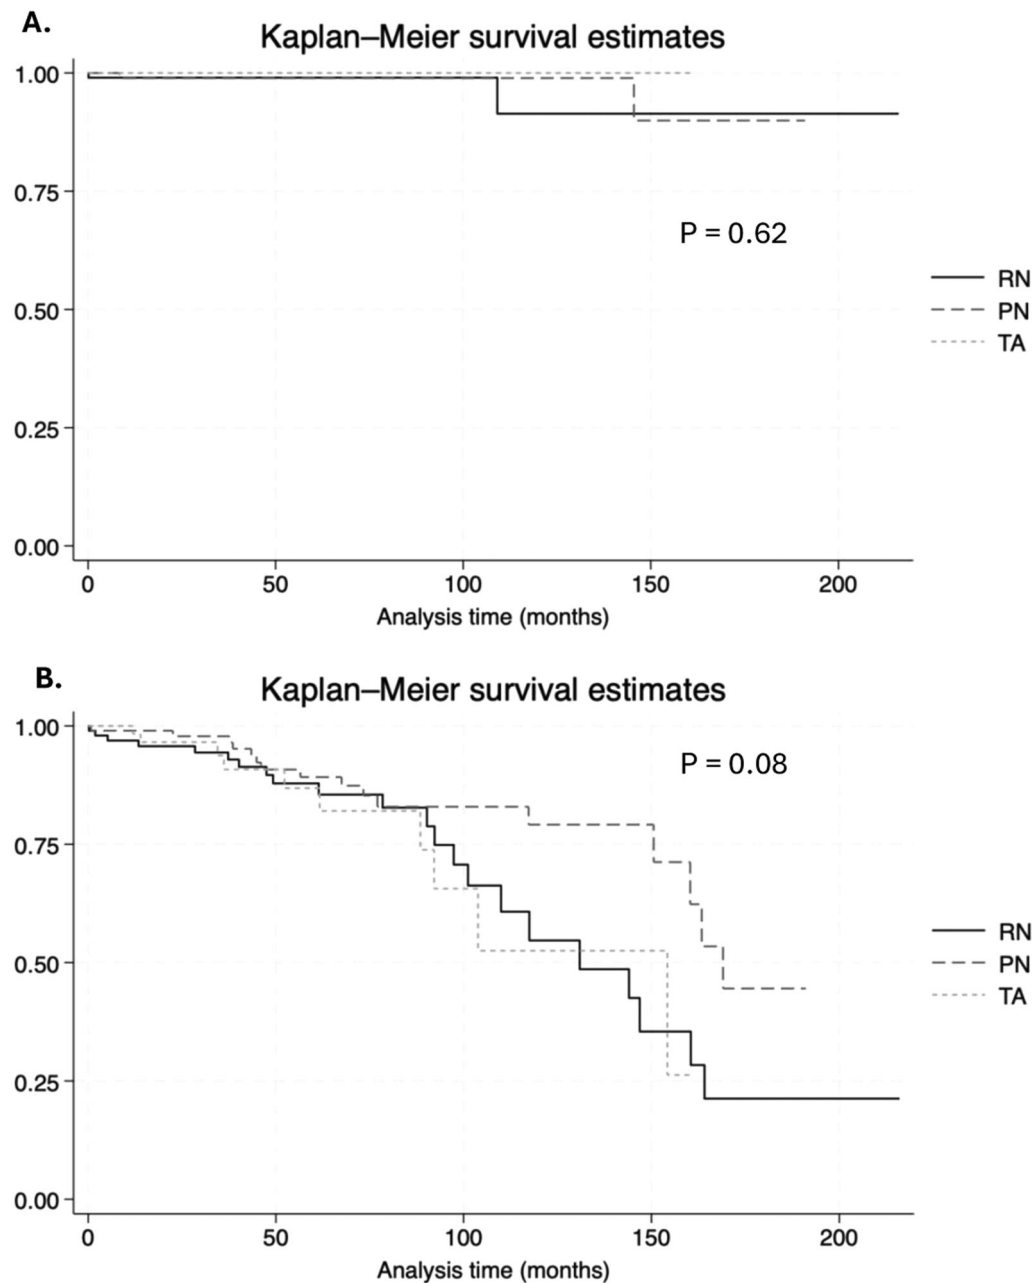 A.
Kaplan–Meier survival estimates
1.00
0.75
P = 0.62
RN
0.50
PN
TA
0.25
0.00
0 50 100 150 200
Analysis time (months)
B.
Kaplan–Meier survival estimates
1.00
P = 0.08
0.75
RN
0.50
PN
TA
0.25
0.00
0 50 100 150 200
Analysis time (months)